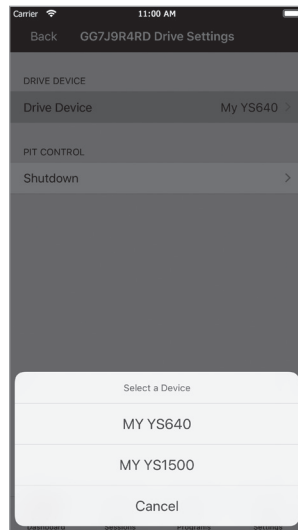 Carrier 11:00 AM
Back GG7J9R4RD Drive Settings
DRIVE DEVICE
Drive Device My YS640 >
PIT CONTROL
Shutdown >
Select a Device
MY YS640
MY YS1500
Cancel
Dashboard Sessions Programs Settings